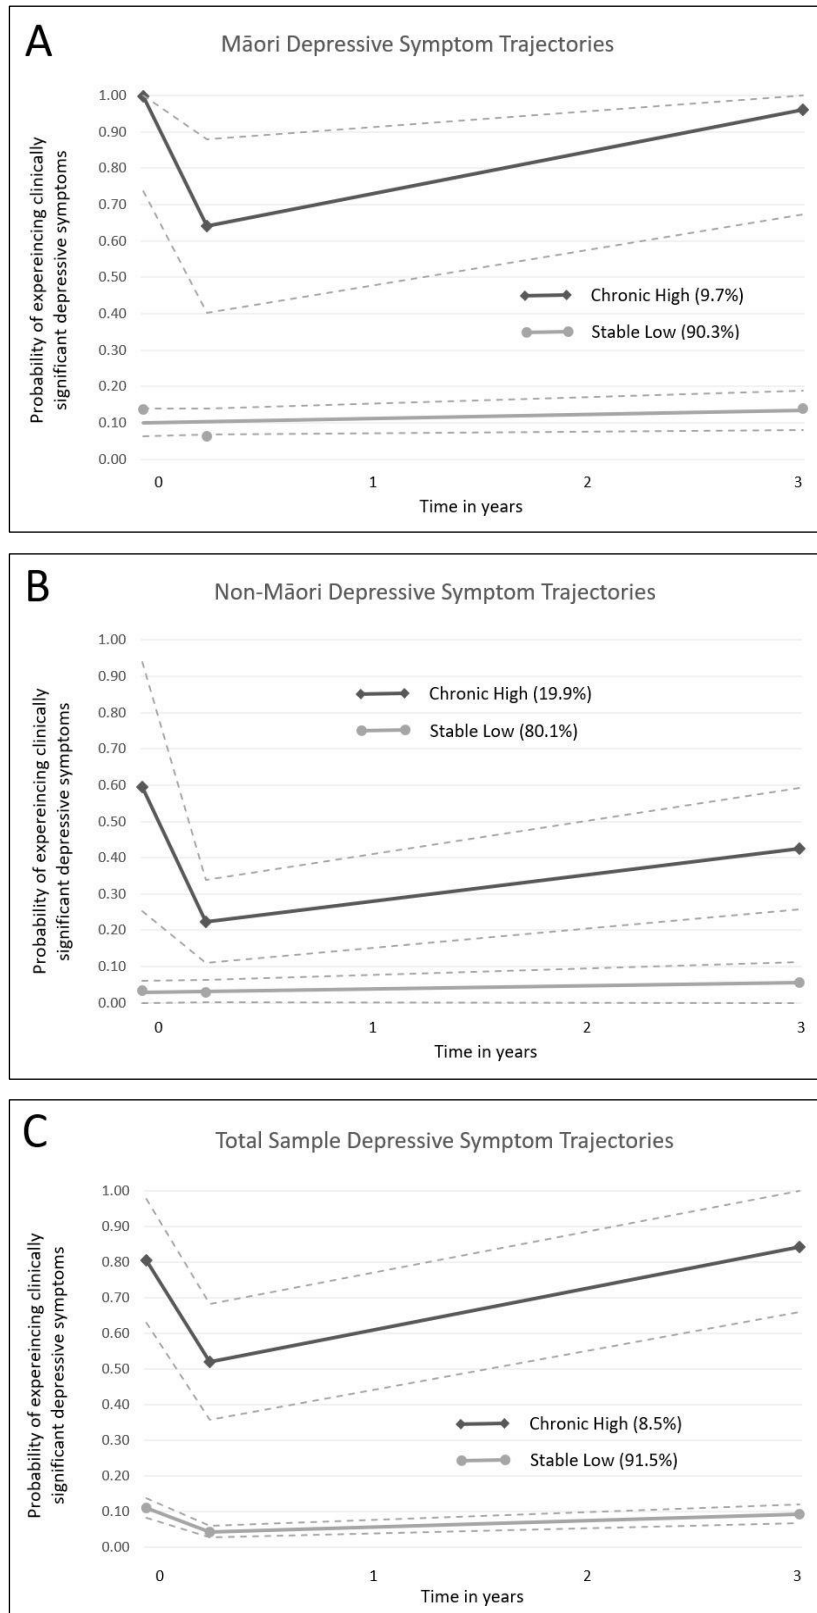 A
Māori Depressive Symptom Trajectories
Probability of expereincing clinically
significant depressive symptoms
1.00
0.90
0.80
0.70
0.60
0.50
0.40
0.30
0.20
0.10
0.00
Chronic High (9.7%)
Stable Low (90.3%)
0 1 2 3
Time in years
B
Non-Māori Depressive Symptom Trajectories
Probability of expereincing clinically
significant depressive symptoms
1.00
0.90
0.80
0.70
0.60
0.50
0.40
0.30
0.20
0.10
0.00
Chronic High (19.9%)
Stable Low (80.1%)
0 1 2 3
Time in years
C
Total Sample Depressive Symptom Trajectories
Probability of expereincing clinically
significant depressive symptoms
1.00
0.90
0.80
0.70
0.60
0.50
0.40
0.30
0.20
0.10
0.00
Chronic High (8.5%)
Stable Low (91.5%)
0 1 2 3
Time in years